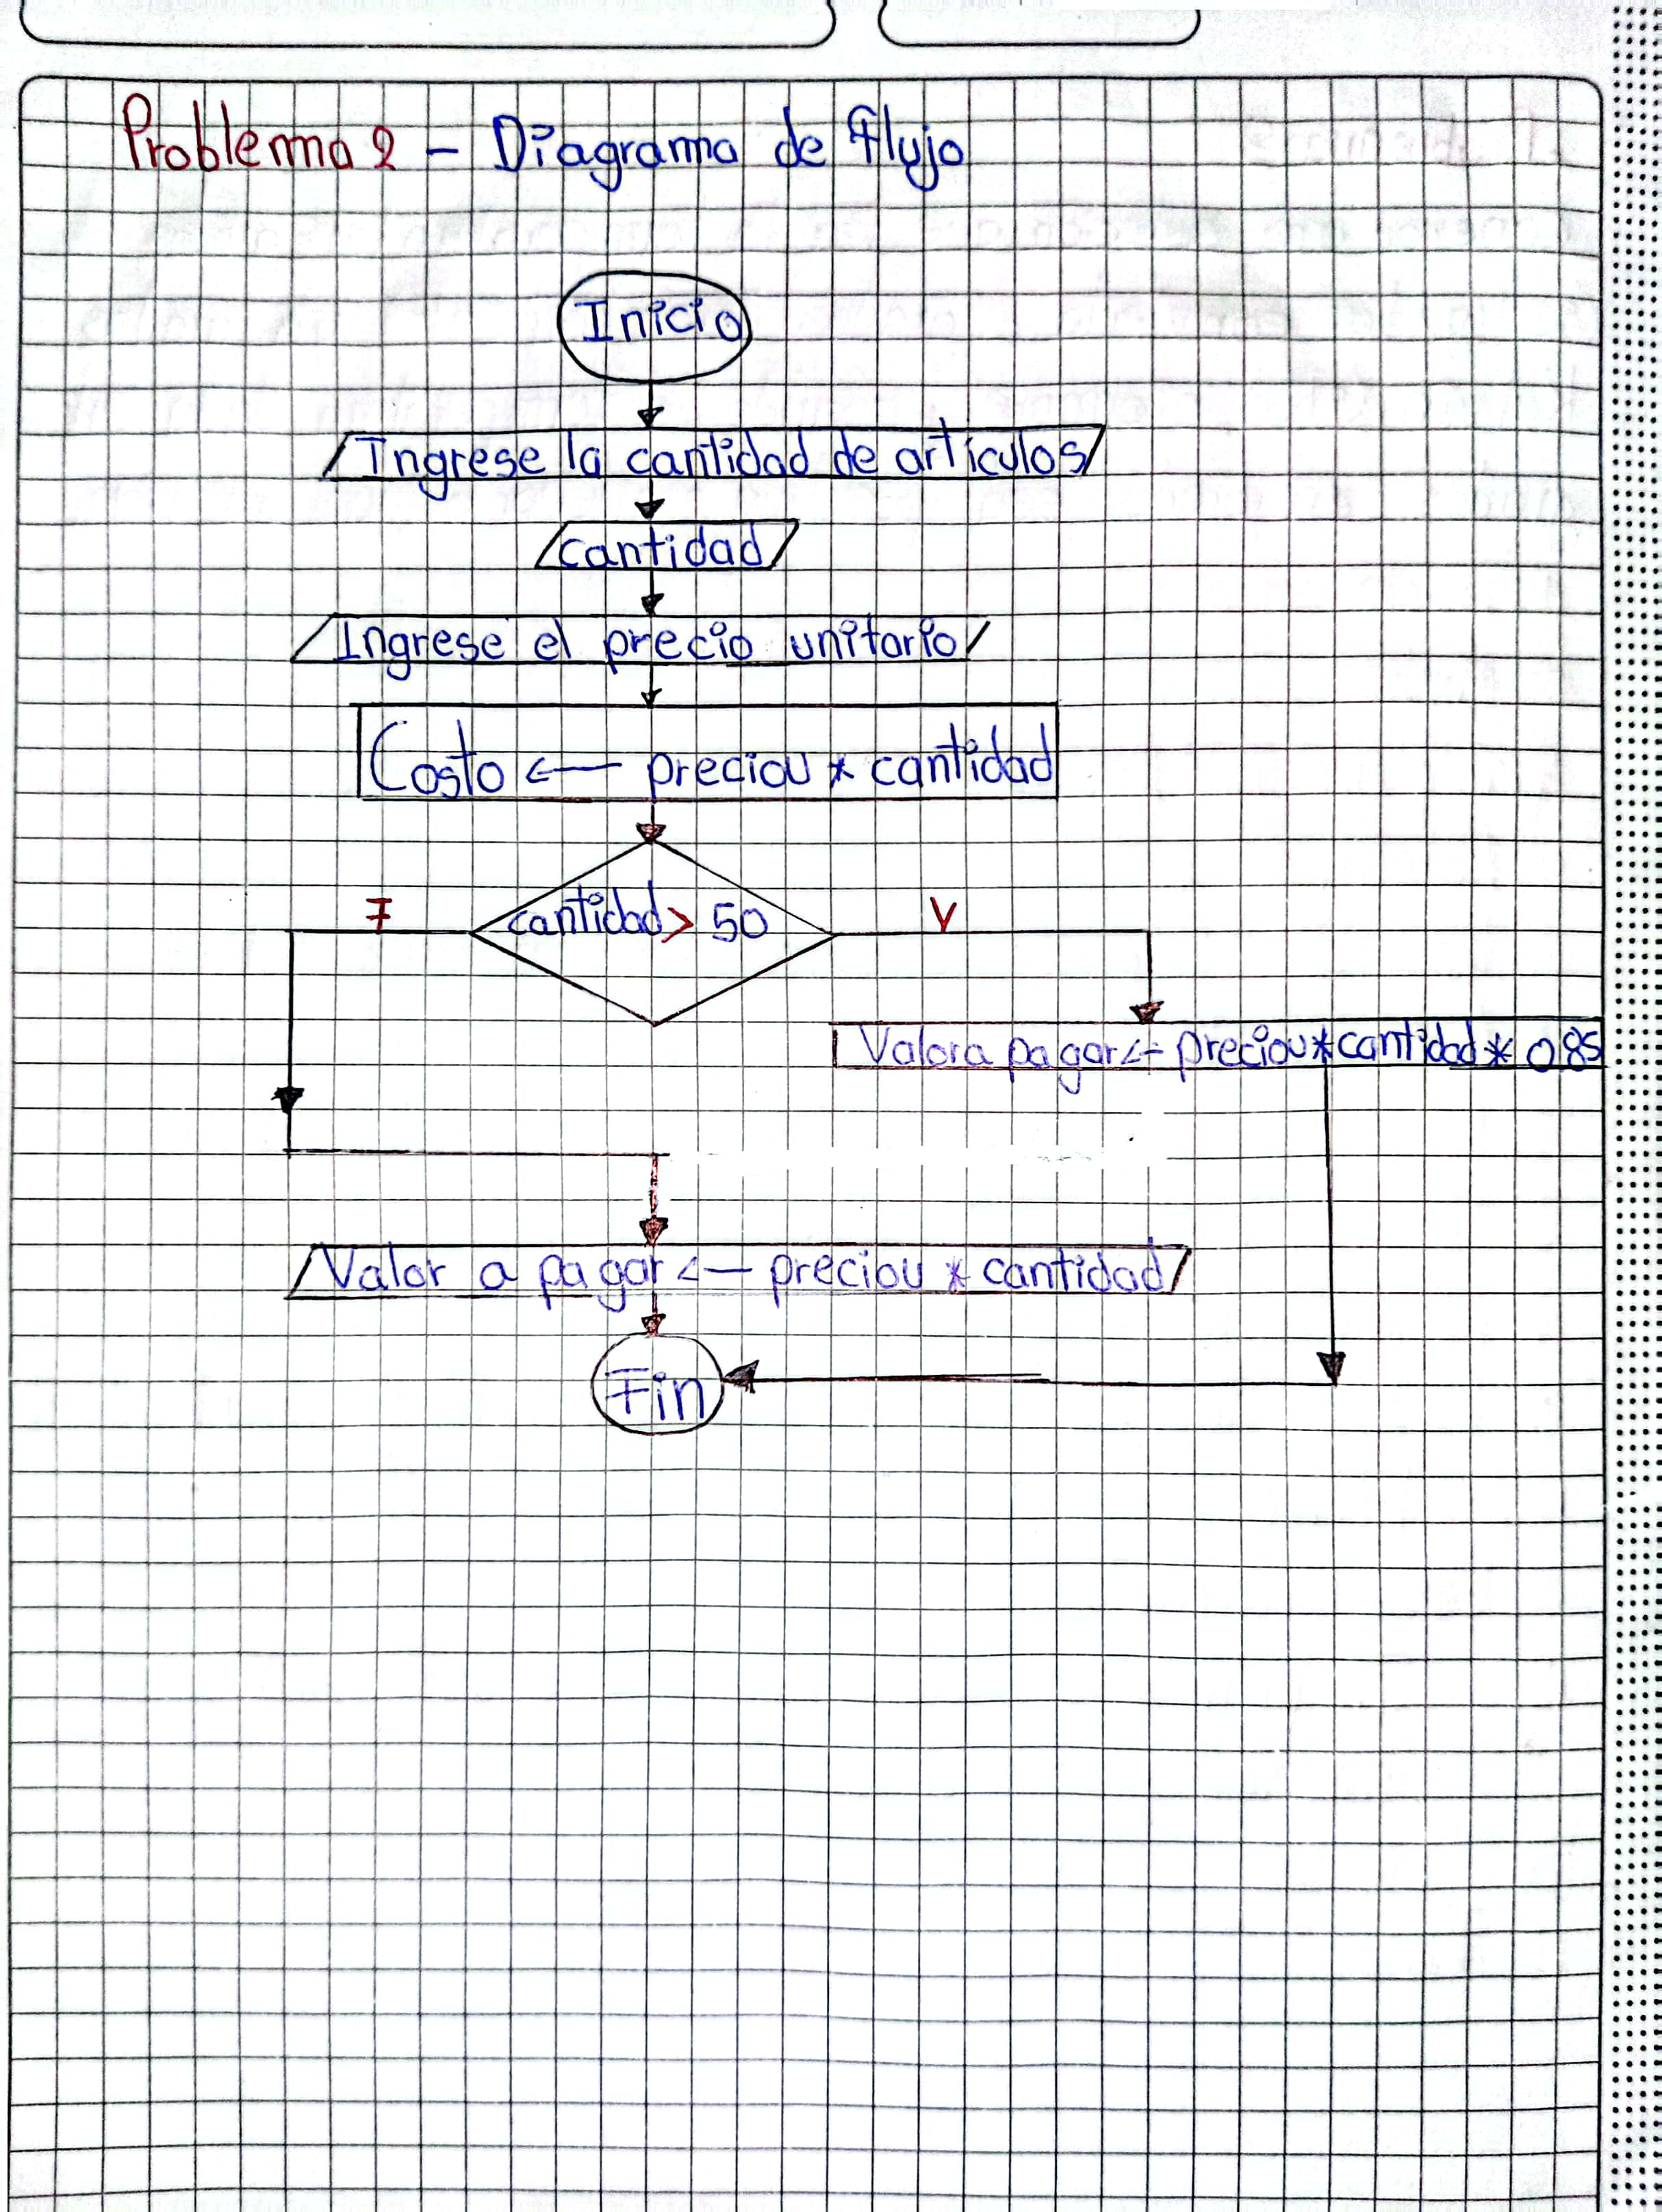 Problema 2 - Diagrama de flujo
Inicio
Ingrese la cantidad de artículos
cantidad
Ingrese el precio unitario
Costo ← preciou * cantidad
cantidad > 50
F
V
Valor a pagar ← preciou * cantidad * 0.85
Valor a pagar ← preciou * cantidad
Fin